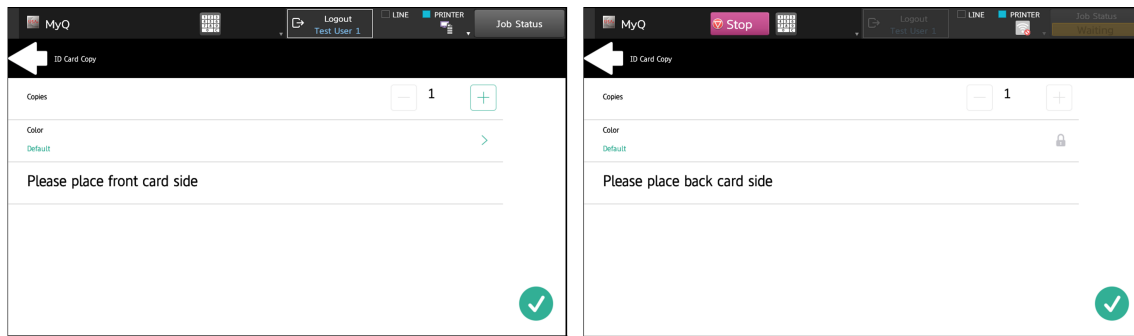 MyQ
Logout
Test User 1
LINE
PRINTER
Job Status
ID Card Copy
Copies
1
Color
Default
Please place front card side
MyQ
Stop
Logout
Test User 1
LINE
PRINTER
Job Status
Waiting
ID Card Copy
Copies
1
Color
Default
Please place back card side